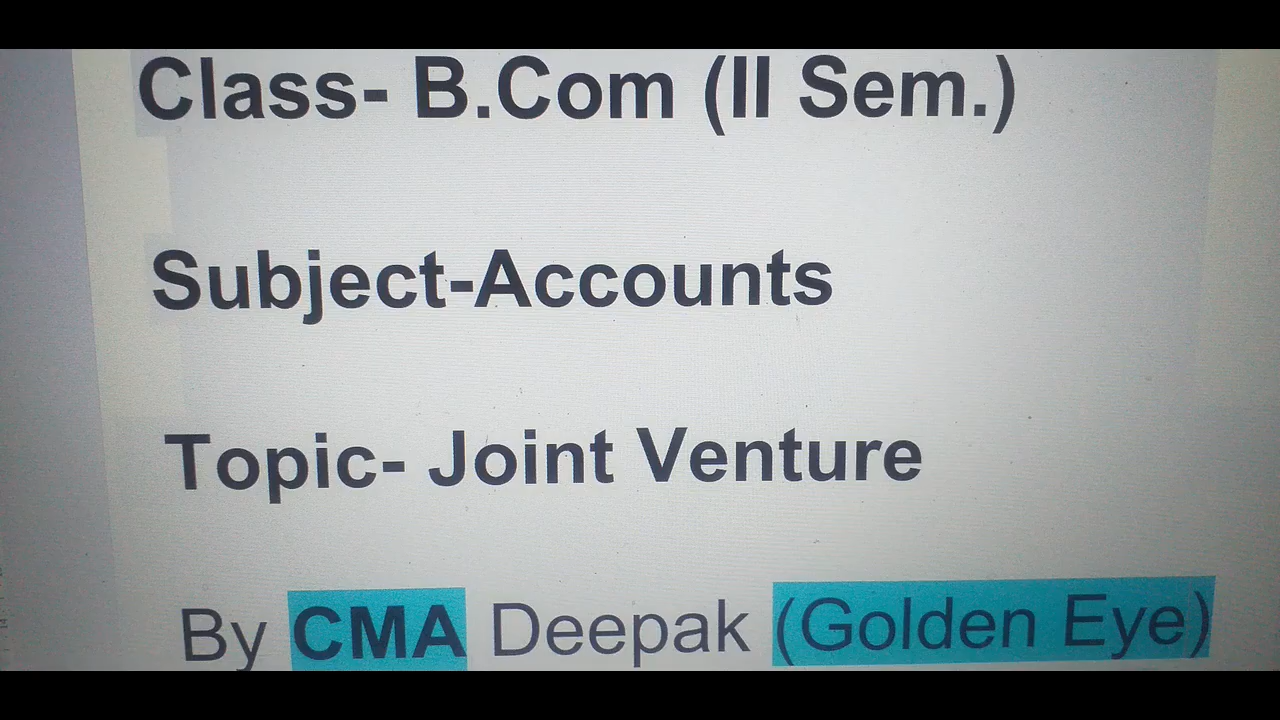 Class- B.Com (II Sem.)
Subject-Accounts
Topic- Joint Venture
By CMA Deepak (Golden Eye)